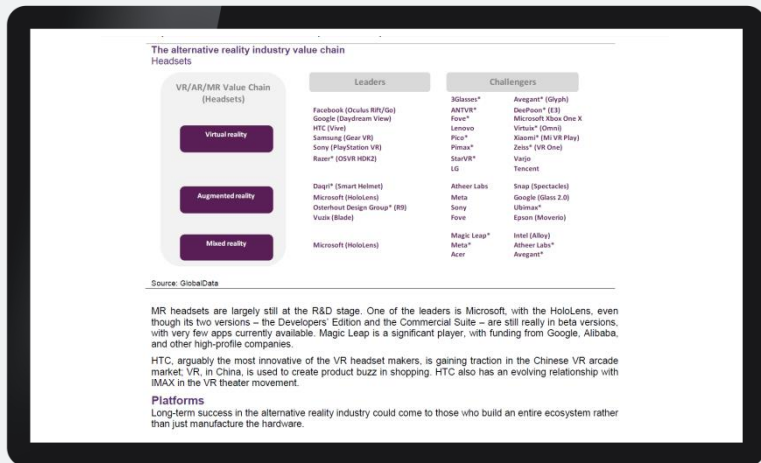 The alternative reality industry value chain
Headsets
VR/AR/MR Value Chain
(Headsets)
Leaders
Challengers
Virtual reality
Facebook (Oculus Rift/Go)
Google (Daydream View)
HTC (Vive)
Samsung (Gear VR)
Sony (PlayStation VR)
Razer* (OSVR HDK2)
3Glasses*
ANTVR*
Fove*
Lenovo
Pico*
Pimax*
StarVR*
LG
Avegant* (Glyph)
DeePoon* (E3)
Microsoft Xbox One X
Virtuix* (Omni)
Xiaomi* (Mi VR Play)
Zeiss* (VR One)
Varjo
Tencent
Augmented reality
Daqri* (Smart Helmet)
Microsoft (HoloLens)
Osterhout Design Group* (R9)
Vuzix (Blade)
Atheer Labs
Meta
Sony
Fove
Snap (Spectacles)
Google (Glass 2.0)
Ubimax*
Epson (Moverio)
Mixed reality
Microsoft (HoloLens)
Magic Leap*
Meta*
Acer
Intel (Alloy)
Atheer Labs*
Avegant*
Source: GlobalData
MR headsets are largely still at the R&D stage. One of the leaders is Microsoft, with the HoloLens, even
though its two versions – the Developers' Edition and the Commercial Suite – are still really in beta versions,
with very few apps currently available. Magic Leap is a significant player, with funding from Google, Alibaba,
and other high-profile companies.
HTC, arguably the most innovative of the VR headset makers, is gaining traction in the Chinese VR arcade
market; VR, in China, is used to create product buzz in shopping. HTC also has an evolving relationship with
IMAX in the VR theater movement.
Platforms
Long-term success in the alternative reality industry could come to those who build an entire ecosystem rather
than just manufacture the hardware.